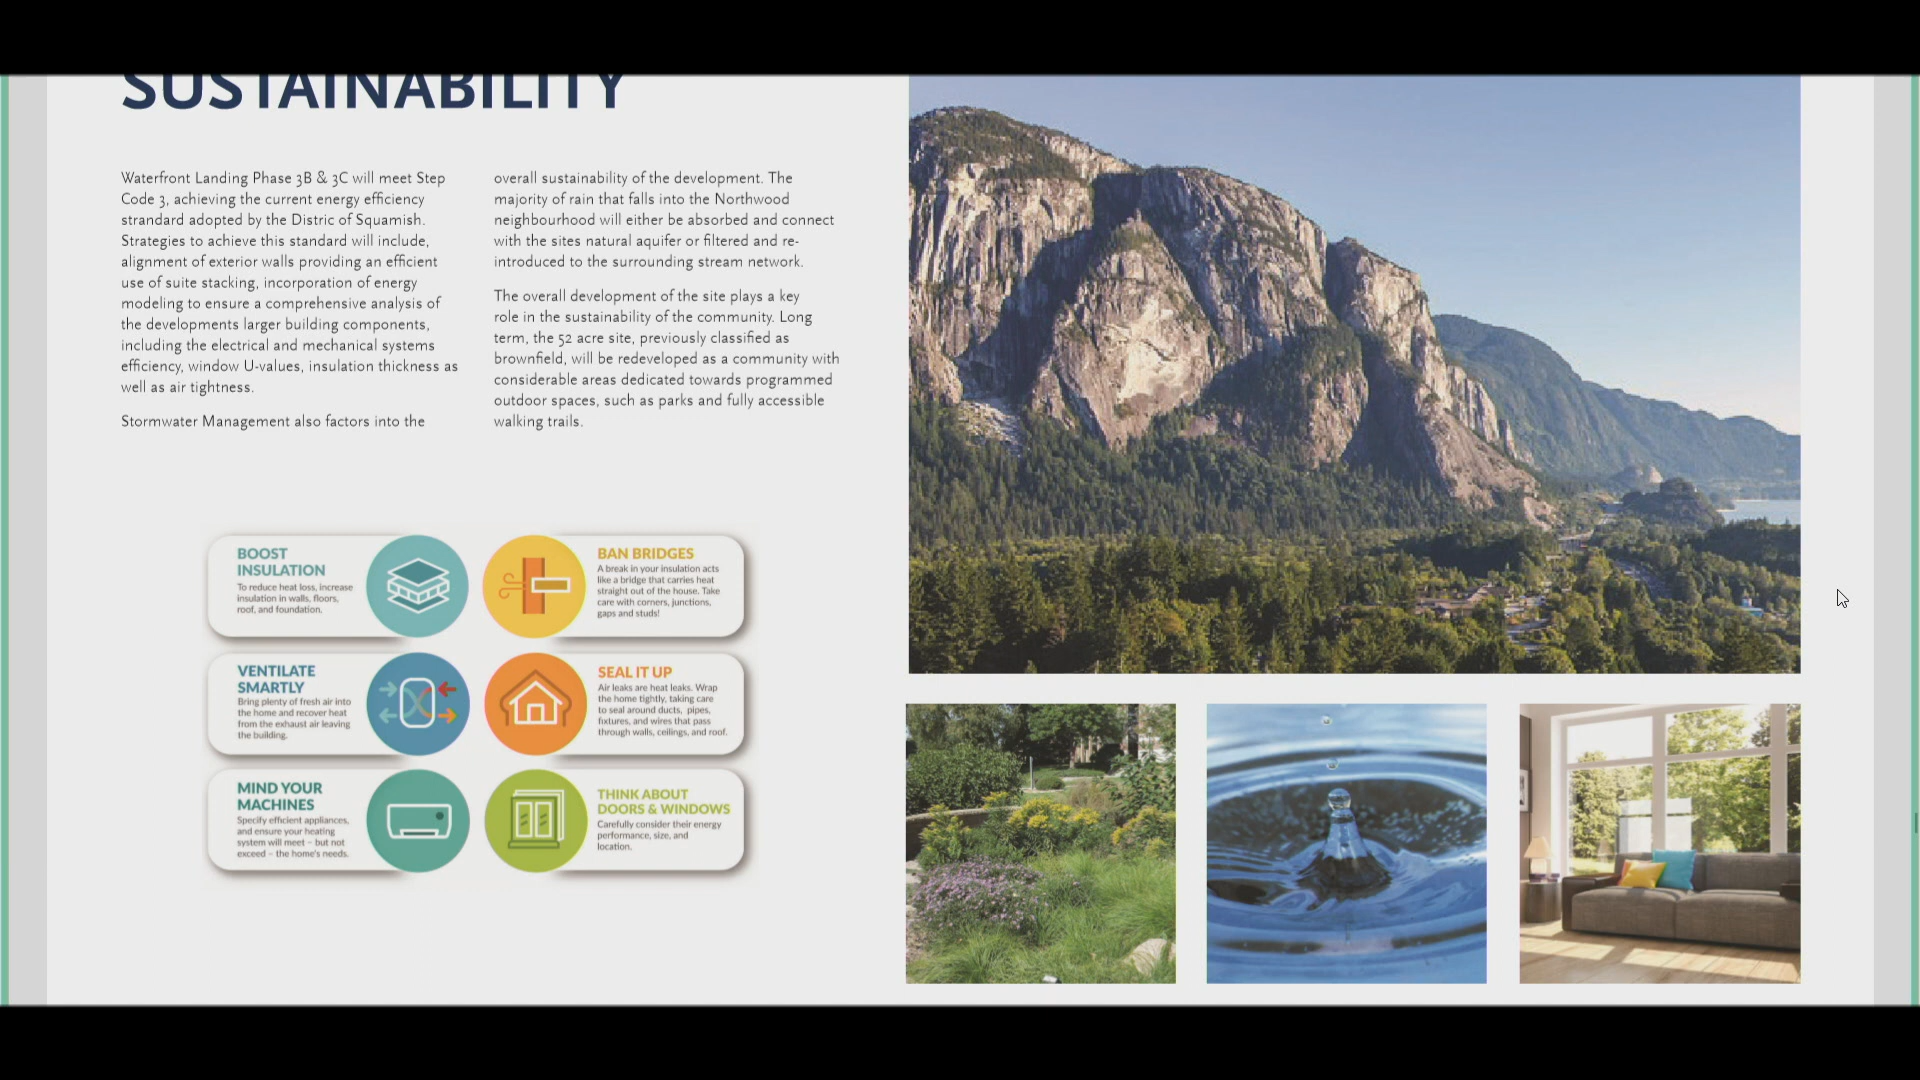 SUSTAINABILITY
Waterfront Landing Phase 3B & 3C will meet Step
Code 3, achieving the current energy efficiency
strandard adopted by the Distric of Squamish.
Strategies to achieve this standard will include,
alignment of exterior walls providing an efficient
use of suite stacking, incorporation of energy
modeling to ensure a comprehensive analysis of
the developments larger building components,
including the electrical and mechanical systems
efficiency, window U-values, insulation thickness as
well as air tightness.
Stormwater Management also factors into the
overall sustainability of the development. The
majority of rain that falls into the Northwood
neighbourhood will either be absorbed and connect
with the sites natural aquifer or filtered and re-
introduced to the surrounding stream network.
The overall development of the site plays a key
role in the sustainability of the community. Long
term, the 52 acre site, previously classified as
brownfield, will be redeveloped as a community with
considerable areas dedicated towards programmed
outdoor spaces, such as parks and fully accessible
walking trails.
BOOST
INSULATION
To reduce heat loss, increase
insulation in walls, floors,
roof, and foundation.
BAN BRIDGES
A break in your insulation acts
like a bridge that carries heat
straight out of the house. Take
care with corners, junctions,
gaps and studs!
VENTILATE
SMARTLY
Bring plenty of fresh air into
the home and recover heat
from the exhaust air leaving
the building.
SEAL IT UP
Air leaks are heat leaks. Wrap
the home tightly, taking care
to seal around ducts, pipes,
fixtures, and wires that pass
through walls, ceilings, and roof.
MIND YOUR
MACHINES
Specify efficient appliances,
and ensure your heating
system will meet – but not
exceed – the home's needs.
THINK ABOUT
DOORS & WINDOWS
Carefully consider their energy
performance, size, and
location.